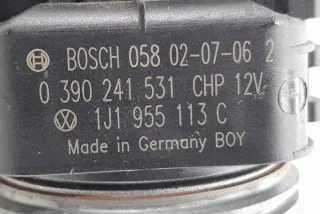 BOSCH 058 02-07-06 2
0 390 241 531 CHP 12V
1J1 955 113 C
Made in Germany BOY